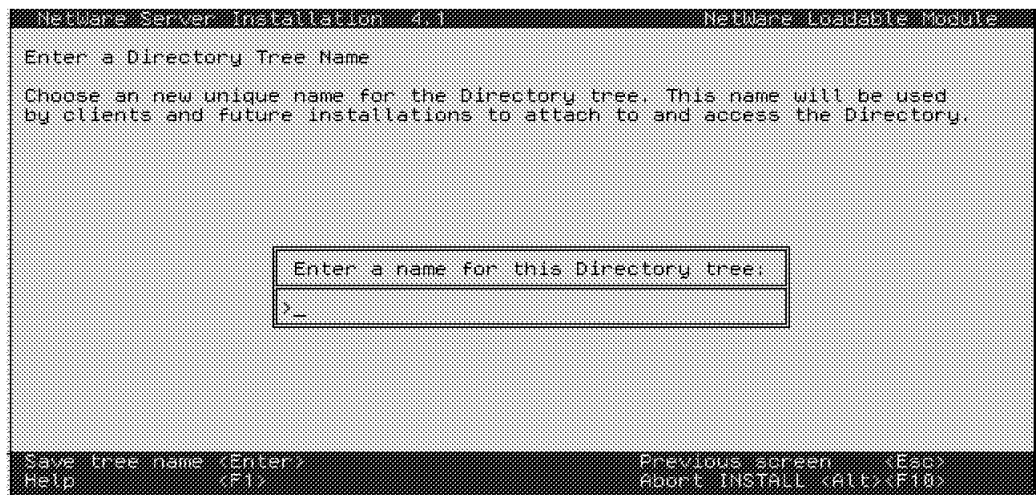 NetWare Server Installation 4.1 NetWare Loadable Module
Enter a Directory Tree Name
Choose an new unique name for the Directory tree. This name will be used
by clients and future installations to attach to and access the Directory.
Enter a name for this Directory tree:
>_
Save tree name <Enter> Previous screen <Esc>
Help <F1> Abort INSTALL <Alt><F10>